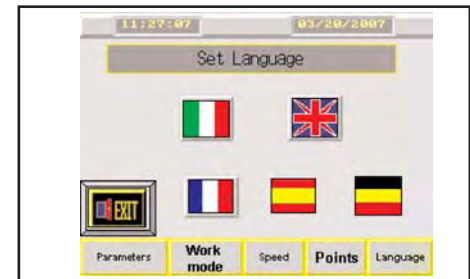 11:27:07 03/20/2007
Set Language
EXIT
Parameters Work mode Speed Points Language